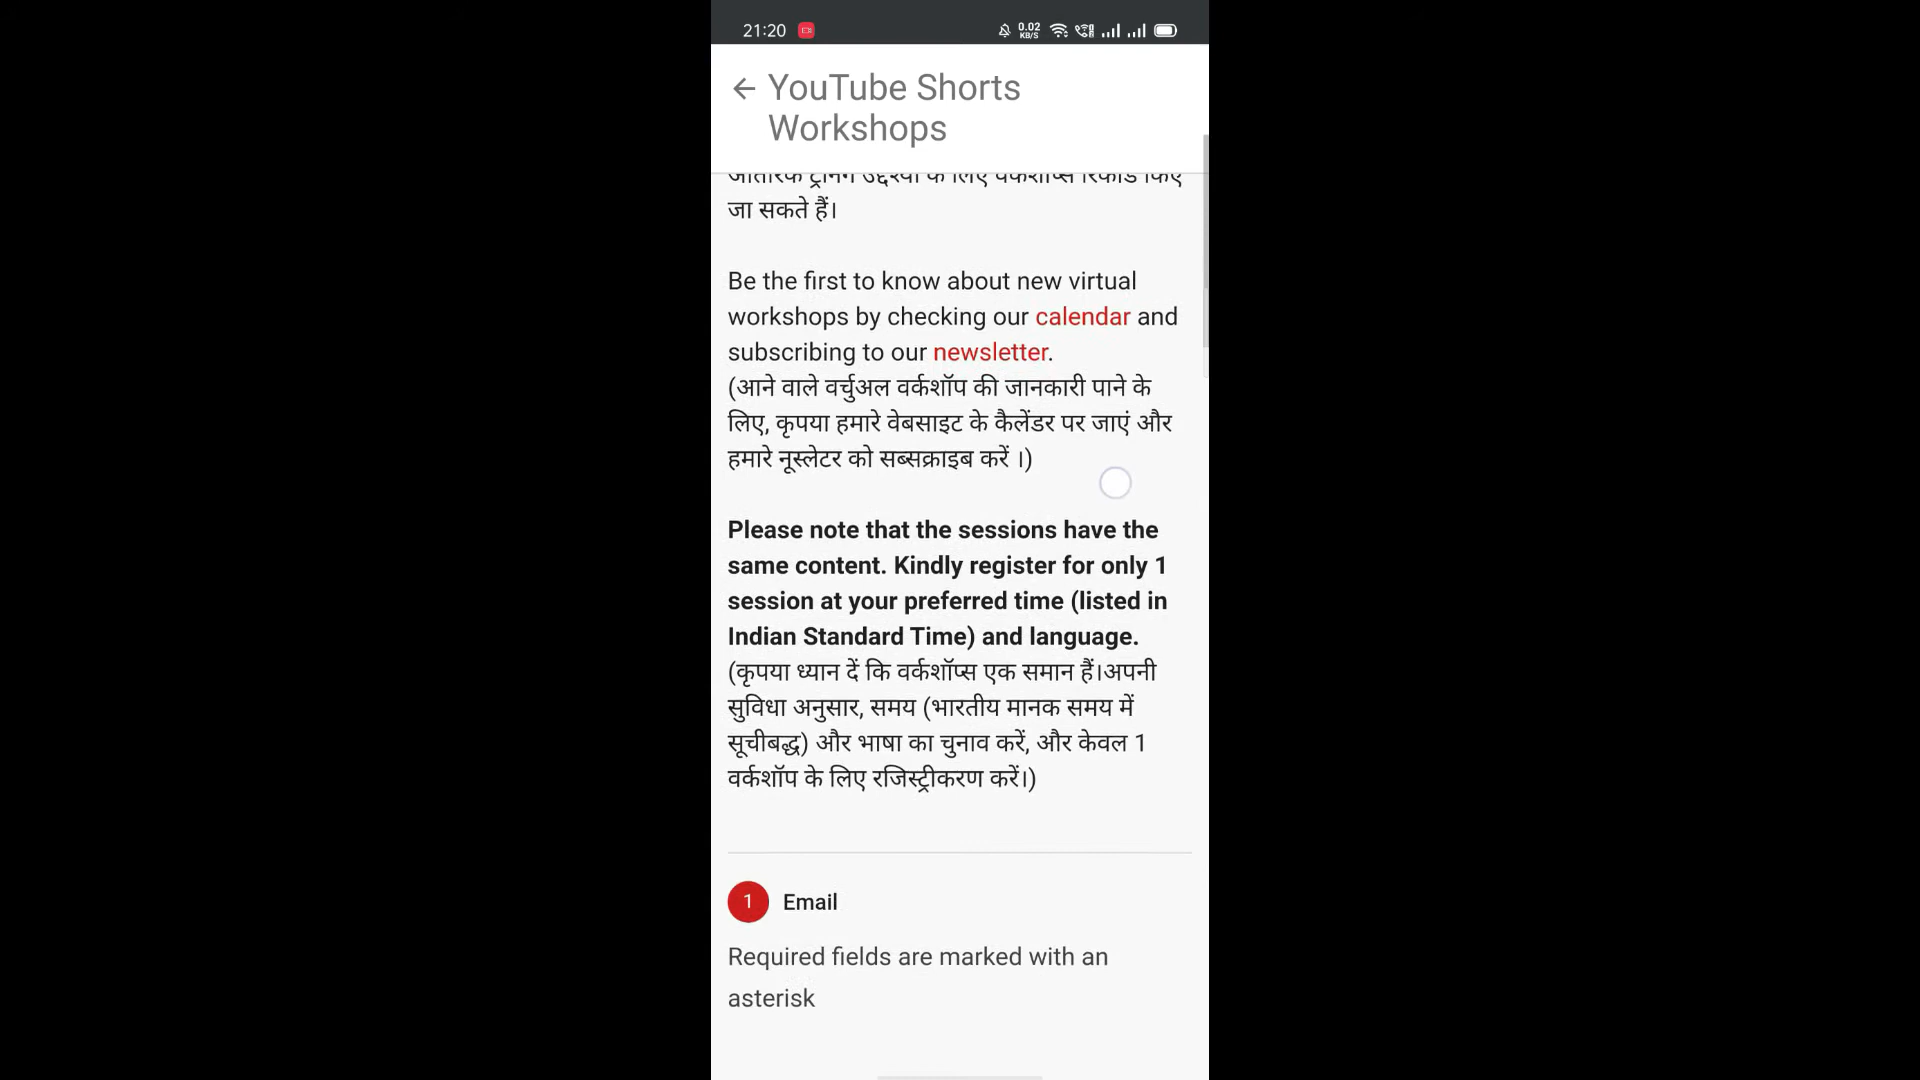 21:20
0.02
KB/S
YouTube Shorts
Workshops
जा सकते हैं।
Be the first to know about new virtual
workshops by checking our calendar and
subscribing to our newsletter.
(आने वाले वर्चुअल वर्कशॉप की जानकारी पाने के
लिए, कृपया हमारे वेबसाइट के कैलेंडर पर जाएं और
हमारे नूस्लेटर को सब्सक्राइब करें ।)
Please note that the sessions have the
same content. Kindly register for only 1
session at your preferred time (listed in
Indian Standard Time) and language.
(कृपया ध्यान दें कि वर्कशॉप्स एक समान हैं।अपनी
सुविधा अनुसार, समय (भारतीय मानक समय में
सूचीबद्ध) और भाषा का चुनाव करें, और केवल 1
वर्कशॉप के लिए रजिस्ट्रीकरण करें।)
1 Email
Required fields are marked with an
asterisk